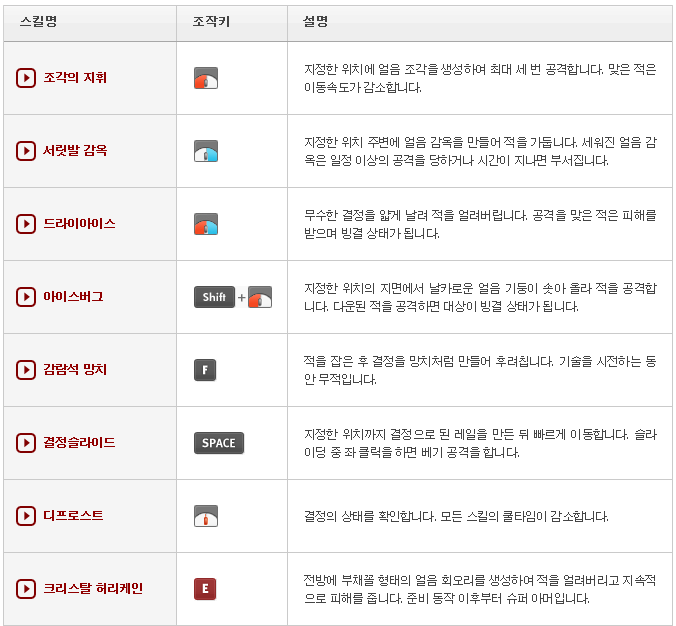 스킬명 조작키 설명
조각의 지휘 지정한 위치에 얼음 조각을 생성하여 최대 세 번 공격합니다. 맞은 적은
이동속도가 감소합니다.
서릿발 감옥 지정한 위치 주변에 얼음 감옥을 만들어 적을 가둡니다. 세워진 얼음 감
옥은 일정 이상의 공격을 당하거나 시간이 지나면 부서집니다.
드라이아이스 무수한 결정을 얇게 날려 적을 얼려버립니다. 공격을 맞은 적은 피해를
받으며 빙결 상태가 됩니다.
아이스버그 Shift + 지정한 위치의 지면에서 날카로운 얼음 기둥이 솟아 올라 적을 공격합니
다. 다운된 적을 공격하면 대상이 빙결 상태가 됩니다.
감람석 망치 F 적을 잡은 후 결정을 망치처럼 만들어 후려칩니다. 기술을 시전하는 동
안 무적입니다.
결정슬라이드 SPACE 지정한 위치까지 결정으로 된 레일을 만든 뒤 빠르게 이동합니다. 슬라
이딩 중 좌 클릭을 하면 베기 공격을 합니다.
디프로스트 결정의 상태를 확인합니다. 모든 스킬의 쿨타임이 감소합니다.
크리스탈 허리케인 E 전방에 부채꼴 형태의 얼음 회오리를 생성하여 적을 얼려버리고 지속적
으로 피해를 줍니다. 준비 동작 이후부터 슈퍼 아머입니다.